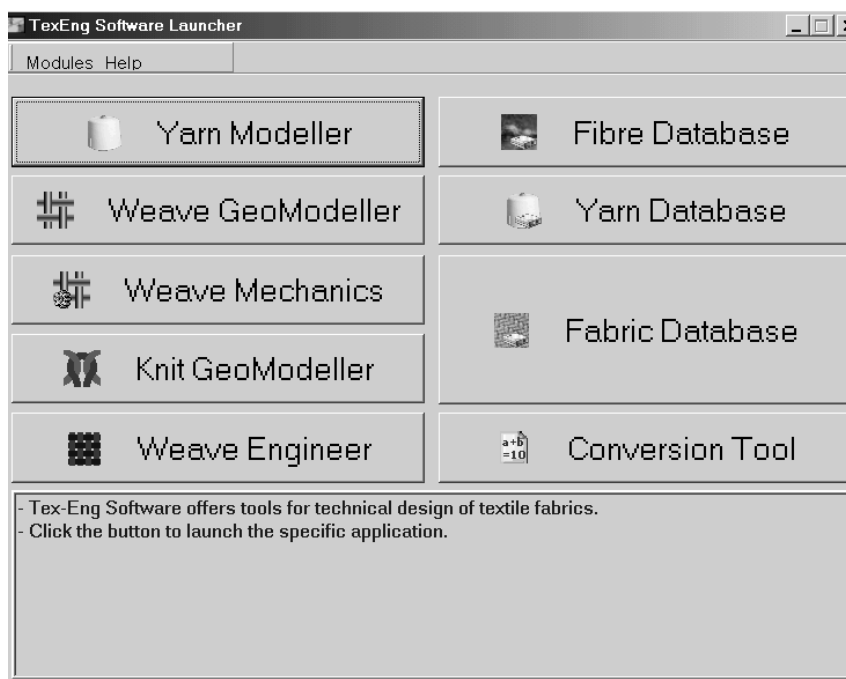 TexEng Software Launcher
Modules Help
Yarn Modeller
Fibre Database
Weave GeoModeller
Yarn Database
Weave Mechanics
Fabric Database
Knit GeoModeller
Weave Engineer
a+b
=10
Conversion Tool
- Tex-Eng Software offers tools for technical design of textile fabrics.
- Click the button to launch the specific application.